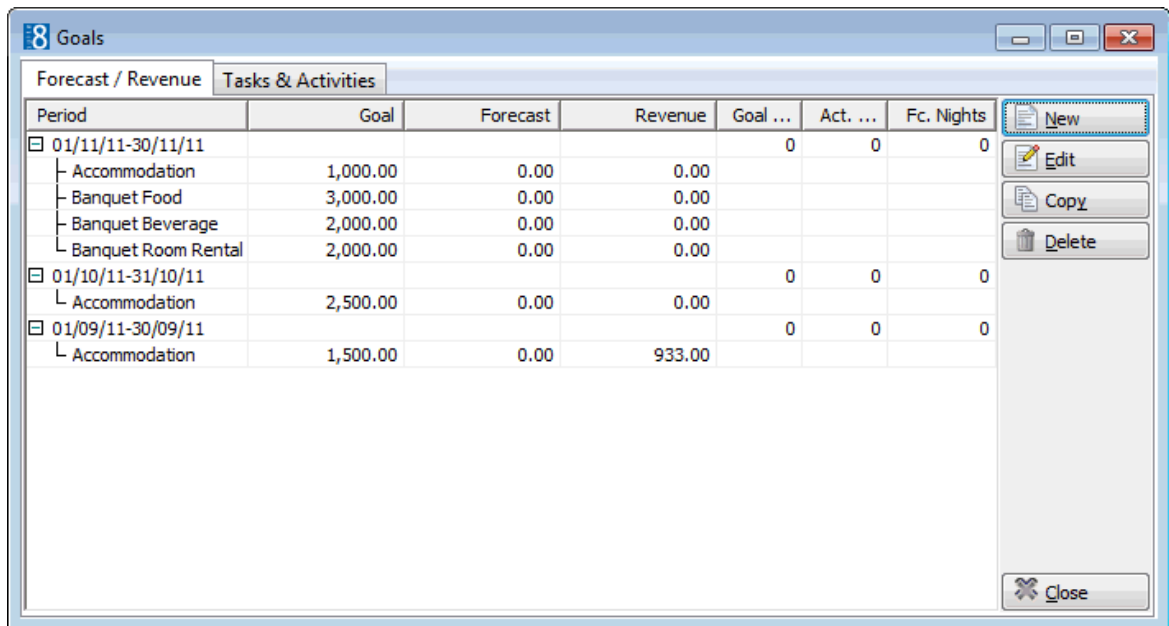 8 Goals
Forecast / Revenue Tasks & Activities
Period Goal Forecast Revenue Goal ... Act. ... Fc. Nights New
01/11/11-30/11/11 0 0 0
Edit
Accommodation 1,000.00 0.00 0.00
Banquet Food 3,000.00 0.00 0.00 Copy
Banquet Beverage 2,000.00 0.00 0.00
Banquet Room Rental 2,000.00 0.00 0.00 Delete
01/10/11-31/10/11 0 0 0
Accommodation 2,500.00 0.00 0.00
01/09/11-30/09/11 0 0 0
Accommodation 1,500.00 0.00 933.00
Close